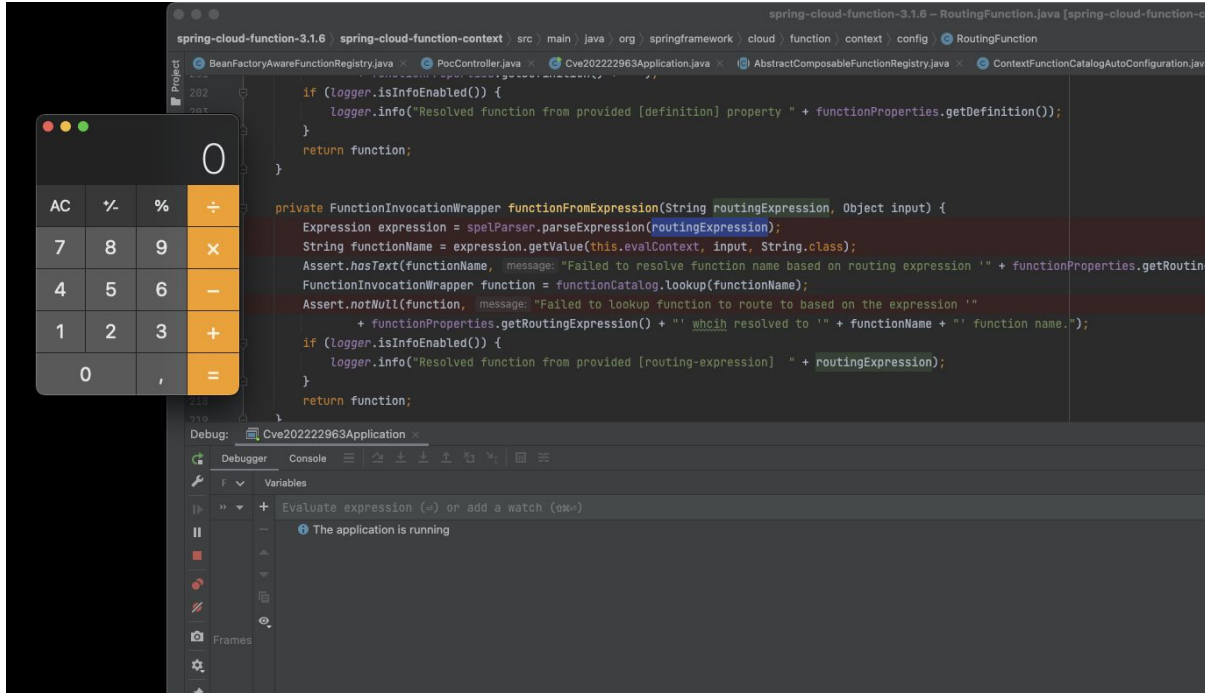 spring-cloud-function-3.1.6 – RoutingFunction.java [spring-cloud-function-c
spring-cloud-function-3.1.6 〉 spring-cloud-function-context 〉 src 〉 main 〉 java 〉 org 〉 springframework 〉 cloud 〉 function 〉 context 〉 config 〉 RoutingFunction
Project
BeanFactoryAwareFunctionRegistry.java × PocController.java × Cve202222963Application.java × AbstractComposableFunctionRegistry.java × ContextFunctionCatalogAutoConfiguration.jav
202 if (logger.isInfoEnabled()) {
203 logger.info("Resolved function from provided [definition] property " + functionProperties.getDefinition());
}
return function;
}
private FunctionInvocationWrapper functionFromExpression(String routingExpression, Object input) {
Expression expression = spelParser.parseExpression(routingExpression);
String functionName = expression.getValue(this.evalContext, input, String.class);
Assert.hasText(functionName, message: "Failed to resolve function name based on routing expression '" + functionProperties.getRoutin
FunctionInvocationWrapper function = functionCatalog.lookup(functionName);
Assert.notNull(function, message: "Failed to lookup function to route to based on the expression '"
+ functionProperties.getRoutingExpression() + "' whcih resolved to '" + functionName + "' function name.");
if (logger.isInfoEnabled()) {
logger.info("Resolved function from provided [routing-expression]  " + routingExpression);
}
218 return function;
219 }
0
AC +/- % ÷
7 8 9 ×
4 5 6 −
1 2 3 +
0 , =
Debug: Cve202222963Application ×
Debugger Console
F Variables
» + Evaluate expression (⏎) or add a watch (⇧⌘⏎)
The application is running
Frames